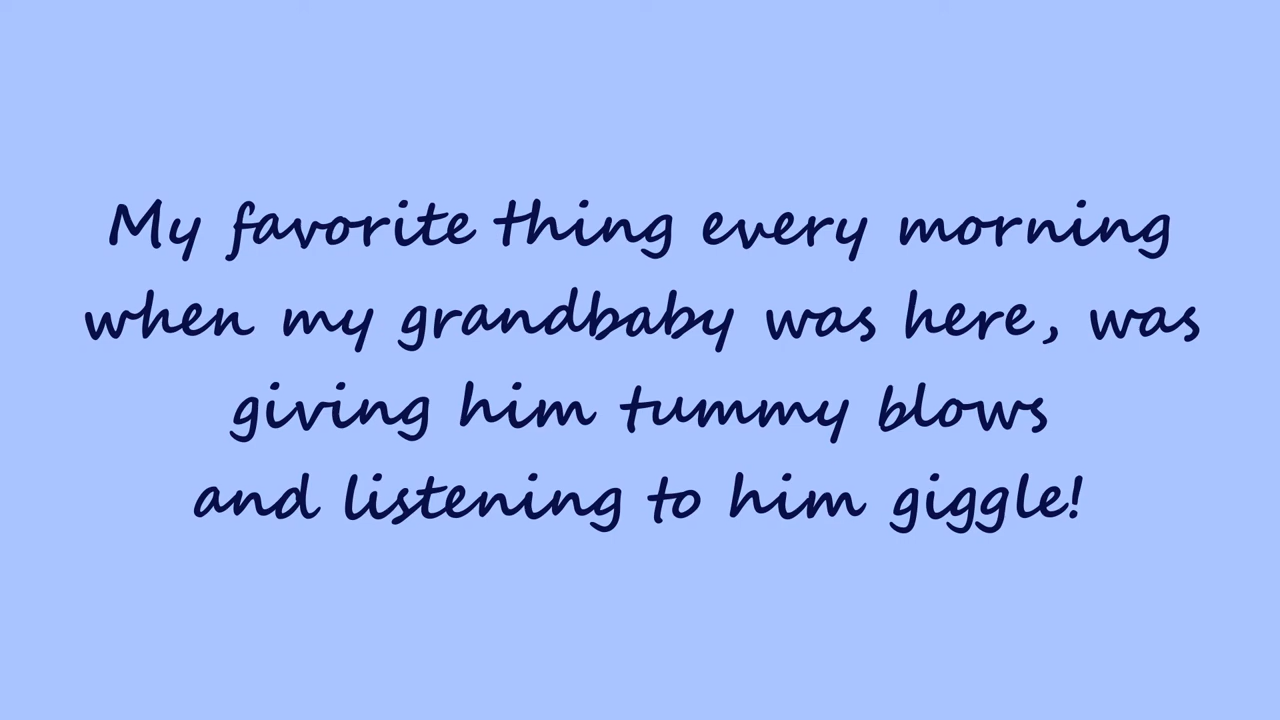 My favorite thing every morning
when my grandbaby was here, was
giving him tummy blows
and listening to him giggle!